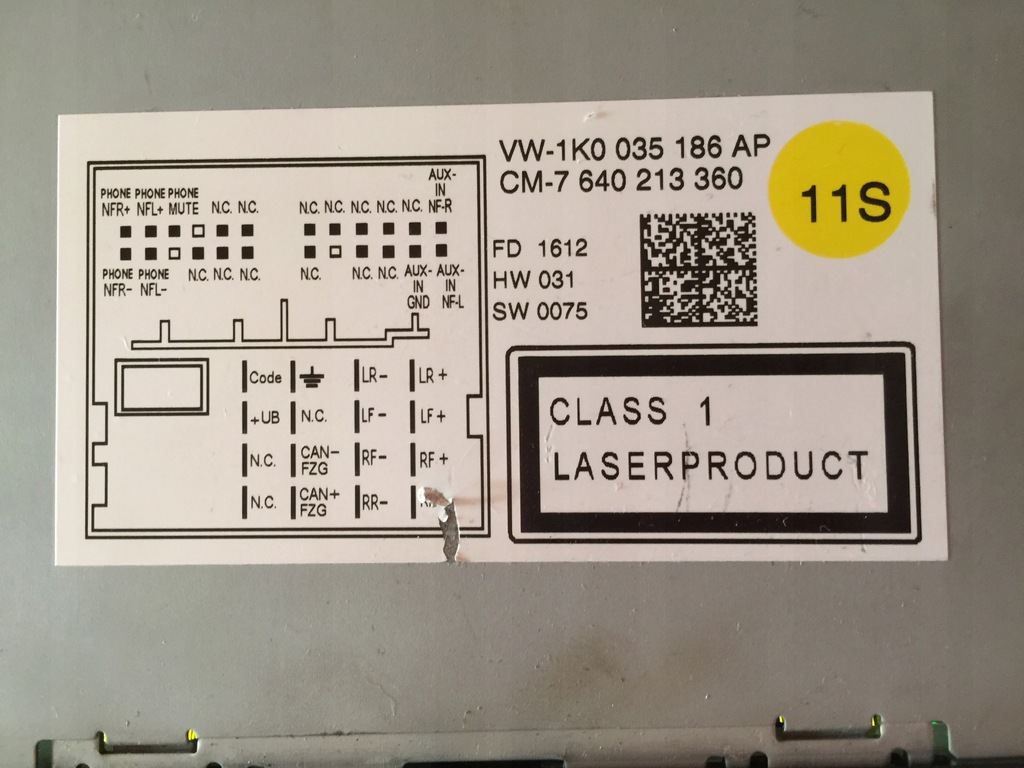 VW-1K0 035 186 AP
CM-7 640 213 360
11S
FD 1612
HW 031
SW 0075
CLASS 1
LASERPRODUCT
PHONE NFR+ PHONE NFL+ PHONE MUTE N.C. N.C. N.C. N.C. N.C. N.C. N.C. AUX-IN NF-R
PHONE NFR- PHONE NFL- N.C. N.C. N.C. N.C. N.C. N.C. AUX-IN GND AUX-IN NF-L
Code LR- LR+
+UB N.C. LF- LF+
N.C. CAN- FZG RF- RF+
N.C. CAN+ FZG RR-